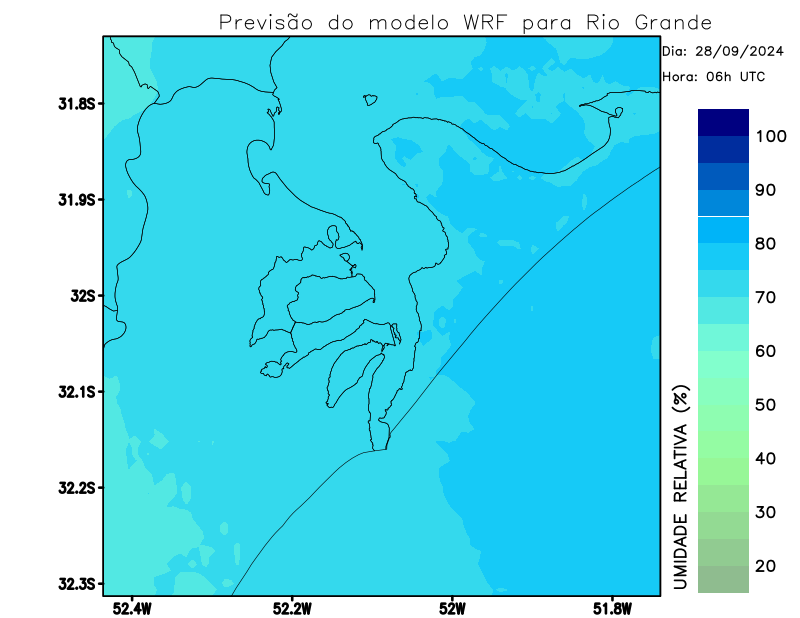 Previsão do modelo WRF para Rio Grande
Dia: 28/09/2024
Hora: 06h UTC
31.8S
31.9S
32S
32.1S
32.2S
32.3S
52.4W
52.2W
52W
51.8W
100
90
80
70
60
50
40
30
20
UMIDADE RELATIVA (%)